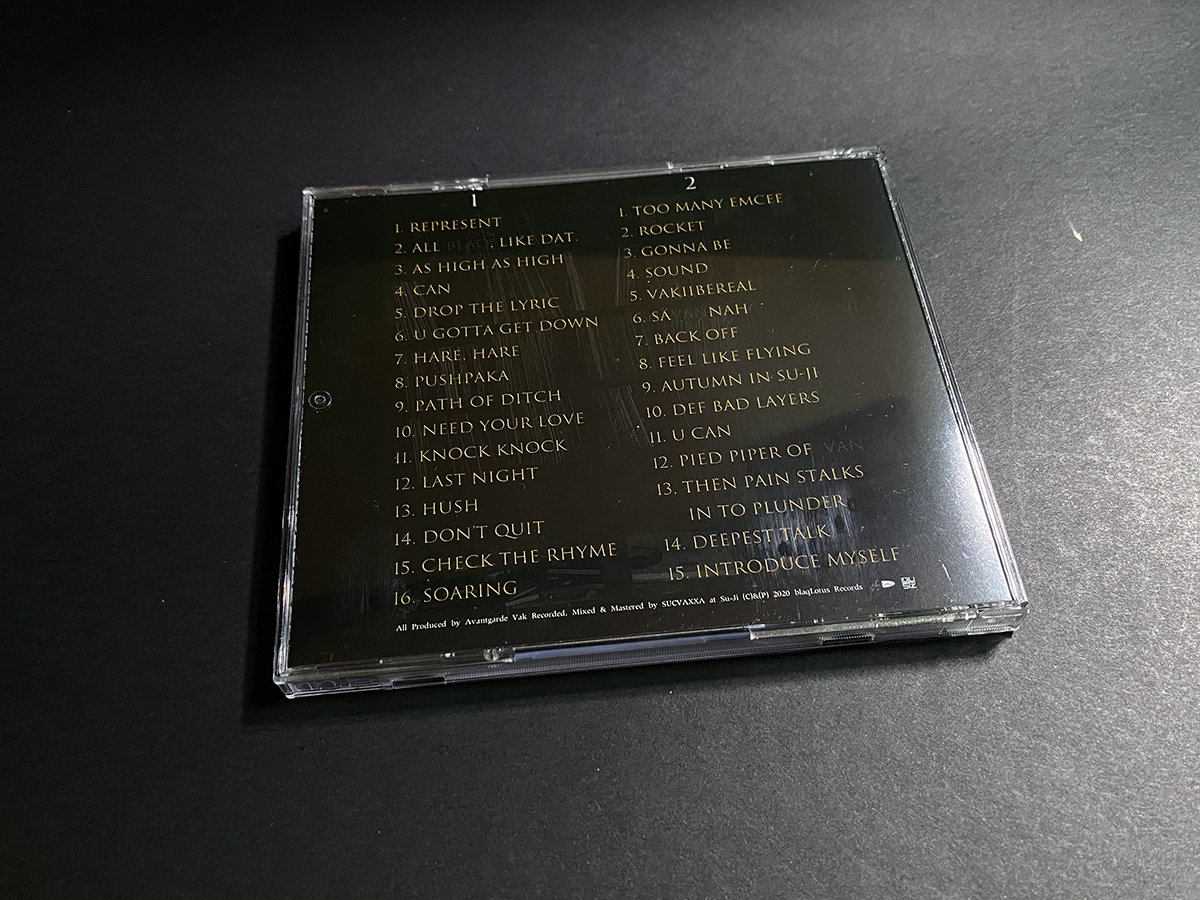 1
1. REPRESENT
2. ALL BLAQ, LIKE DAT.
3. AS HIGH AS HIGH
4. CAN
5. DROP THE LYRIC
6. U GOTTA GET DOWN
7. HARE, HARE
8. PUSHPAKA
9. PATH OF DITCH
10. NEED YOUR LOVE
11. KNOCK KNOCK
12. LAST NIGHT
13. HUSH
14. DON'T QUIT
15. CHECK THE RHYME
16. SOARING
2
1. TOO MANY EMCEE
2. ROCKET
3. GONNA BE
4. SOUND
5. VAKIIBEREAL
6. SAVANNAH
7. BACK OFF
8. FEEL LIKE FLYING
9. AUTUMN IN SU-JI
10. DEF BAD LAYERS
11. U CAN
12. PIED PIPER OF VAN
13. THEN PAIN STALKS
IN TO PLUNDER
14. DEEPEST TALK
15. INTRODUCE MYSELF
All Produced by Avantgarde Vak Recorded, Mixed & Mastered by SUCVAXXA at Su-Ji (C)&(P) 2020 blaqLotus Records